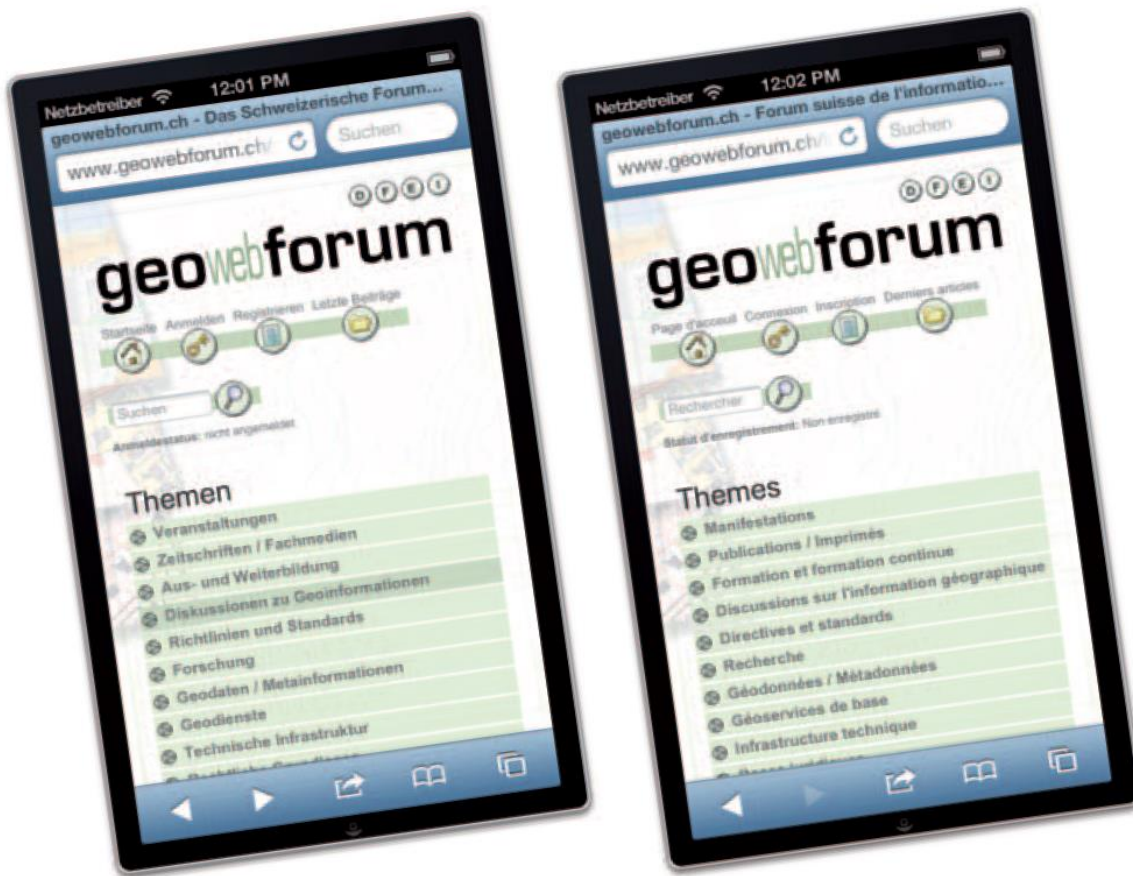 Netzbetreiber 12:01 PM
geowebforum.ch - Das Schweizerische Forum...
www.geowebforum.ch/
Suchen
D F E I
geowebforum
Startseite Anmelden Registrieren Letzte Beiträge
Suchen
Anmeldestatus: nicht angemeldet
Themen
Veranstaltungen
Zeitschriften / Fachmedien
Aus- und Weiterbildung
Diskussionen zu Geoinformationen
Richtlinien und Standards
Forschung
Geodaten / Metainformationen
Geodienste
Technische Infrastruktur
Netzbetreiber 12:02 PM
geowebforum.ch - Forum suisse de l'informatio...
www.geowebforum.ch/
Suchen
D F E I
geowebforum
Page d'acceuil Connexion Inscription Derniers articles
Rechercher
Statut d'enregistrement: Non enregistré
Themes
Manifestations
Publications / Imprimés
Formation et formation continue
Discussions sur l'information géographique
Directives et standards
Recherche
Géodonnées / Métadonnées
Géoservices de base
Infrastructure technique